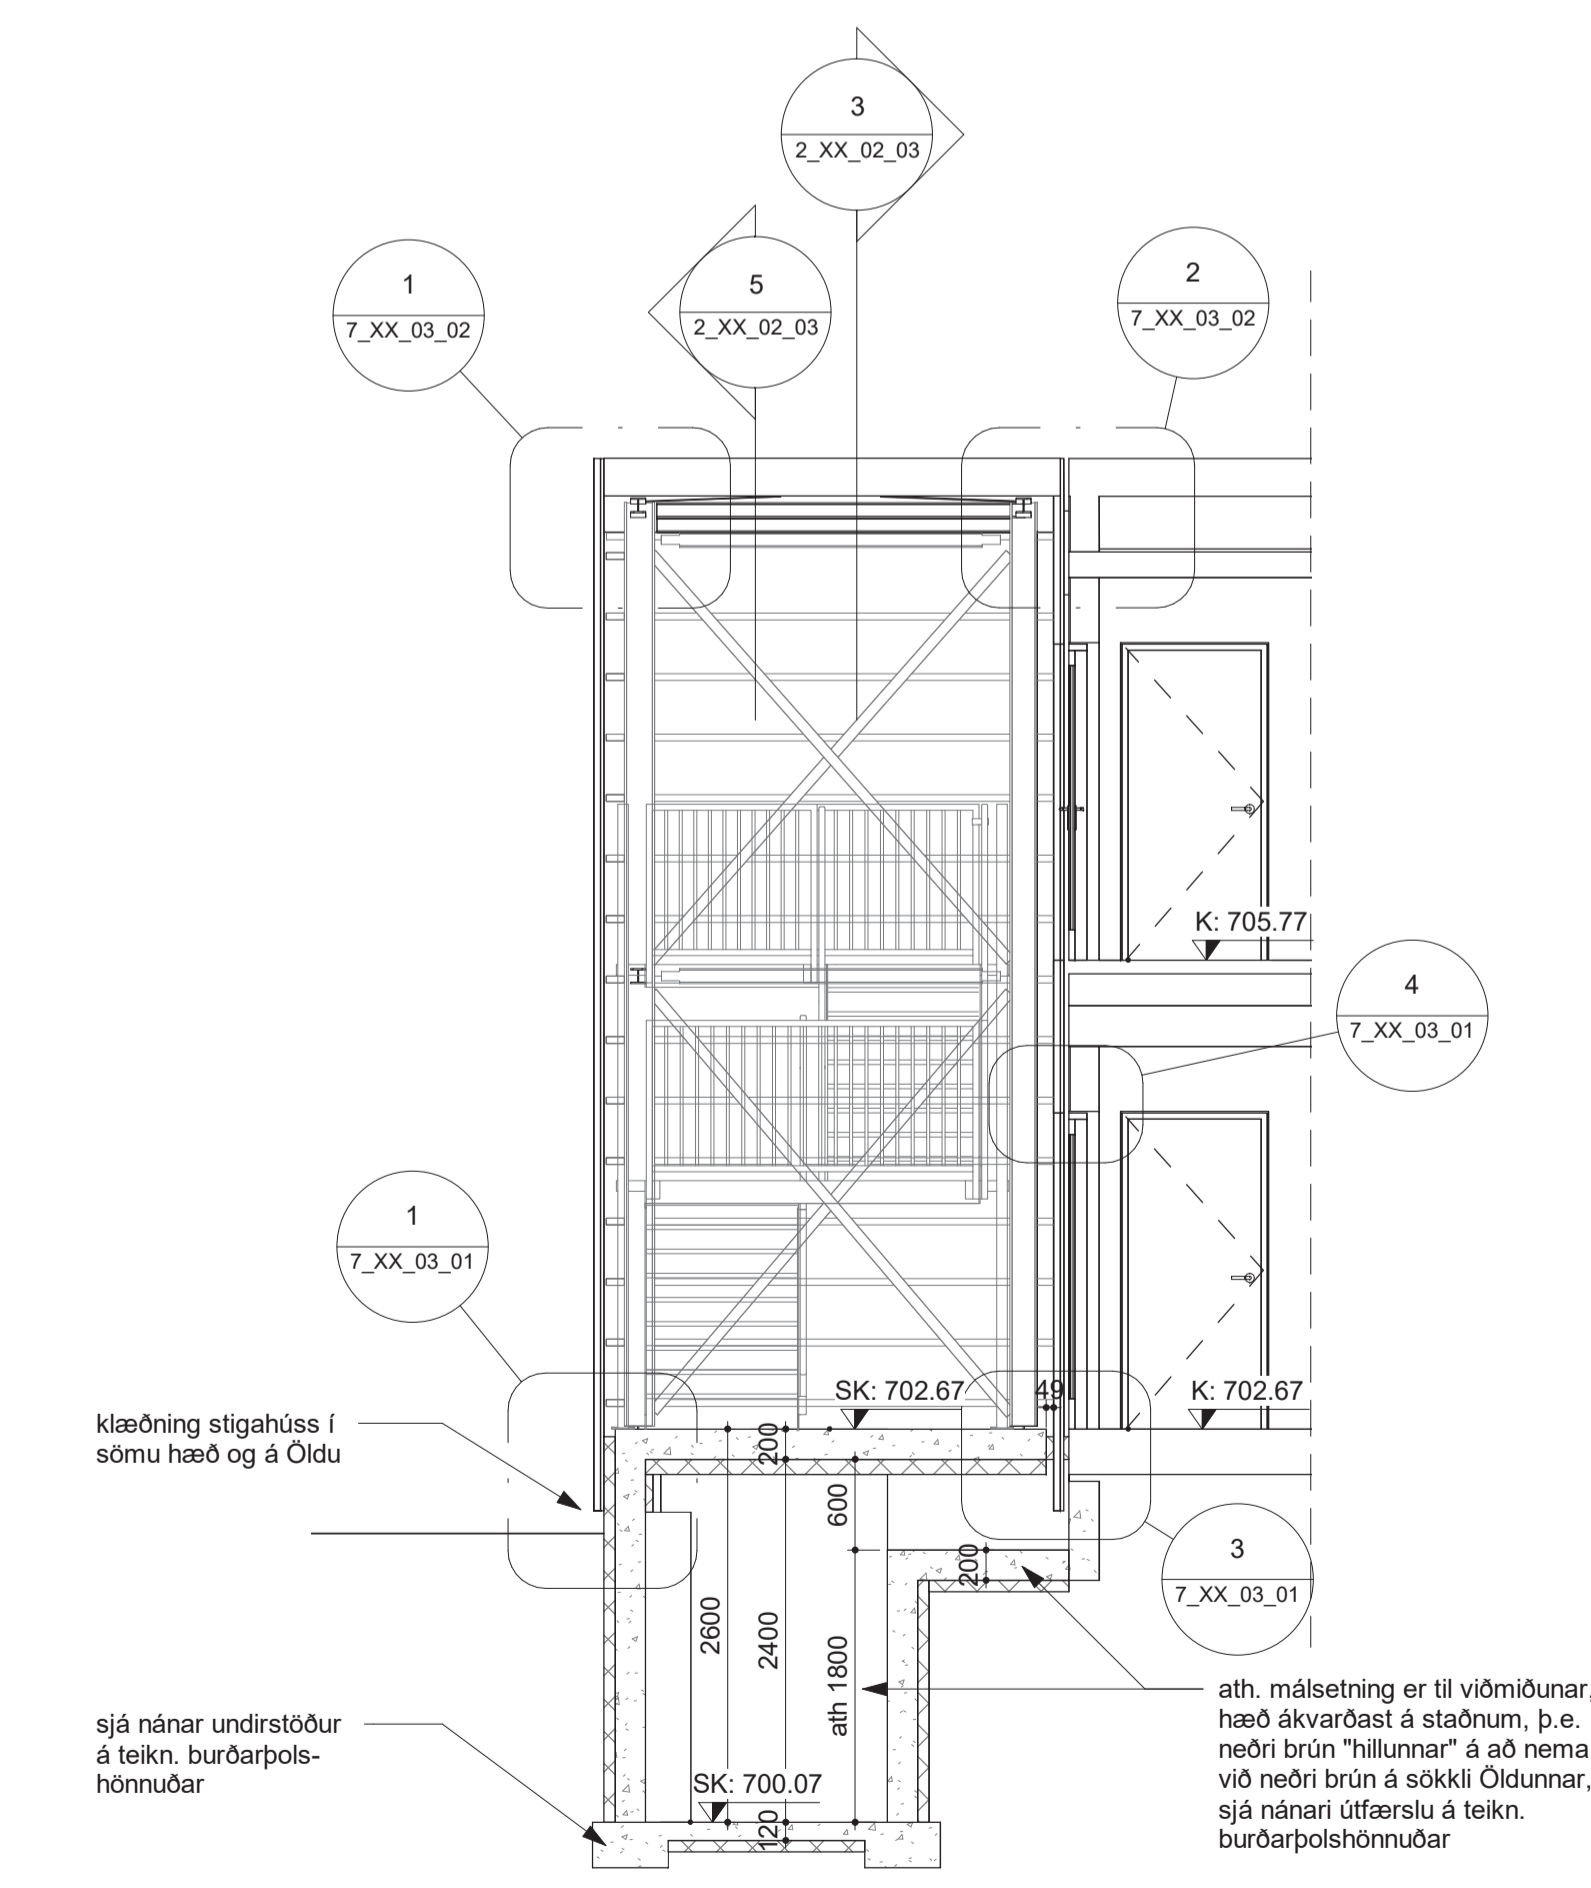 3
2_XX_02_03
5
2_XX_02_03
1
7_XX_03_02
2
7_XX_03_02
K: 705.77
4
7_XX_03_01
1
7_XX_03_01
SK: 702.67
49
K: 702.67
klæðning stigahúss í
sömu hæð og á Öldu
200
600
200
3
7_XX_03_01
2600
2400
ath 1800
sjá nánar undirstöður
á teikn. burðarþols-
hönnuðar
SK: 700.07
120
ath. málsetning er til viðmiðunar,
hæð ákvarðast á staðnum, þ.e.
neðri brún "hillunnar" á að nema
við neðri brún á sökkli Öldunnar,
sjá nánari útfærslu á teikn.
burðarþolshönnuðar